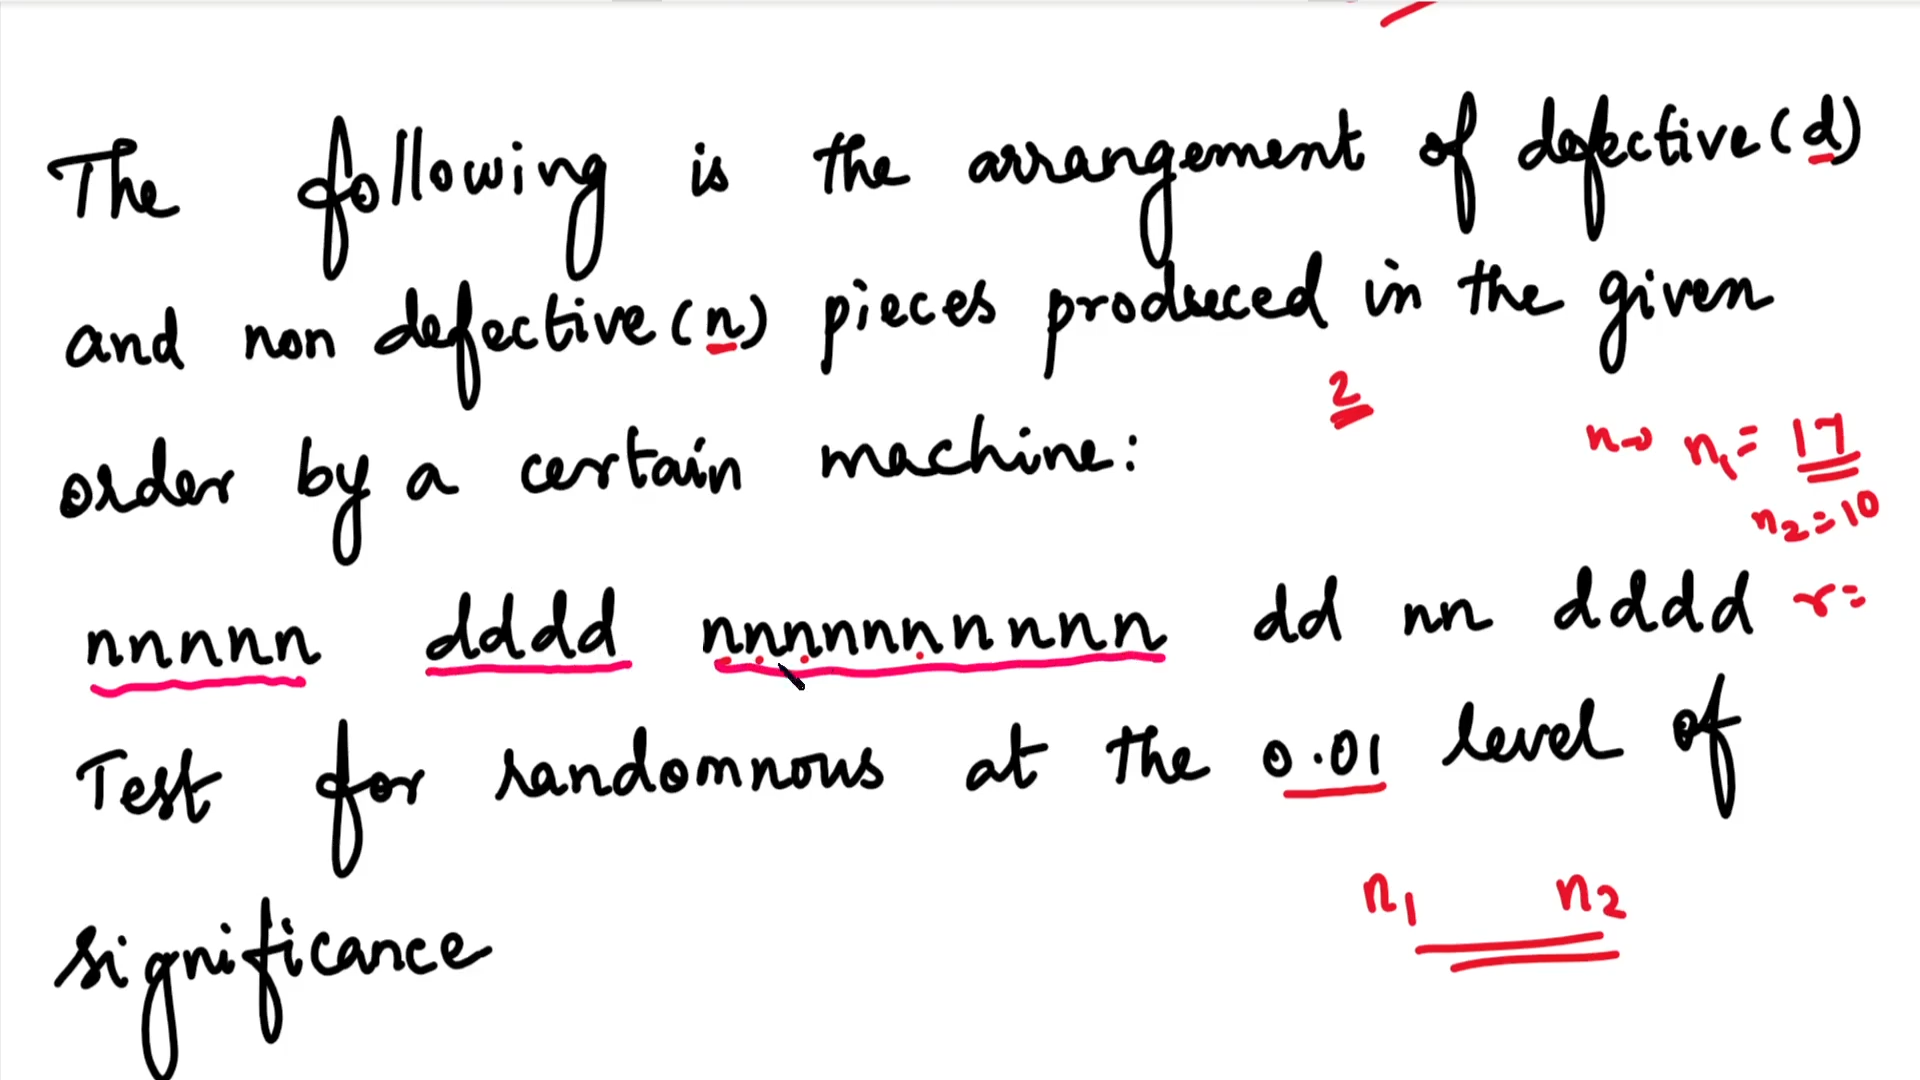 The following is the arrangement of defective(d)
and non defective(n) pieces produced in the given
2
order by a certain machine:
n→ n₁= 17
n₂=10
nnnnn dddd nnnnnnnnnn dd nn dddd r=
Test for randomnous at the 0.01 level of
n₁ n₂
significance